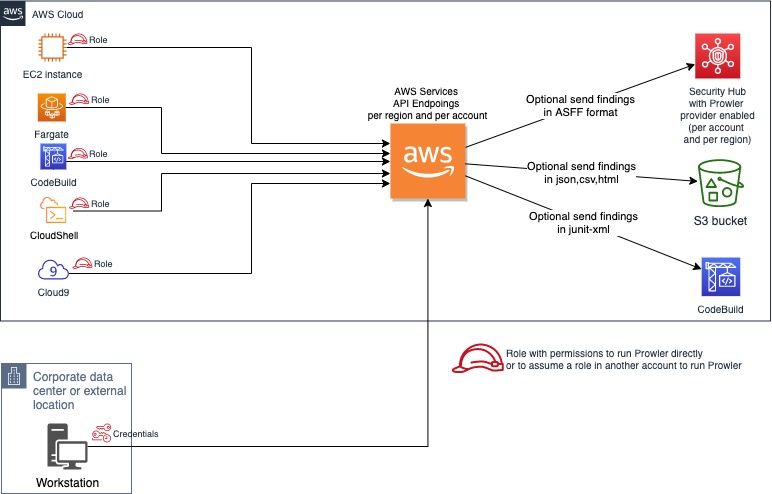 aws
AWS Cloud
Role
EC2 instance
Role
Fargate
Role
CodeBuild
Role
CloudShell
Role
9
Cloud9
AWS Services
API Endpoings
per region and per account
aws
Optional send findings
in ASFF format
Optional send findings
in json,csv,html
Optional send findings
in junit-xml
Security Hub
with Prowler
provider enabled
(per account
and per region)
S3 bucket
CodeBuild
Role with permissions to run Prowler directly
or to assume a role in another account to run Prowler
Corporate data
center or external
location
Credentials
Workstation